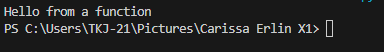 Hello from a function
PS C:\Users\TKJ-21\Pictures\Carissa Erlin X1>